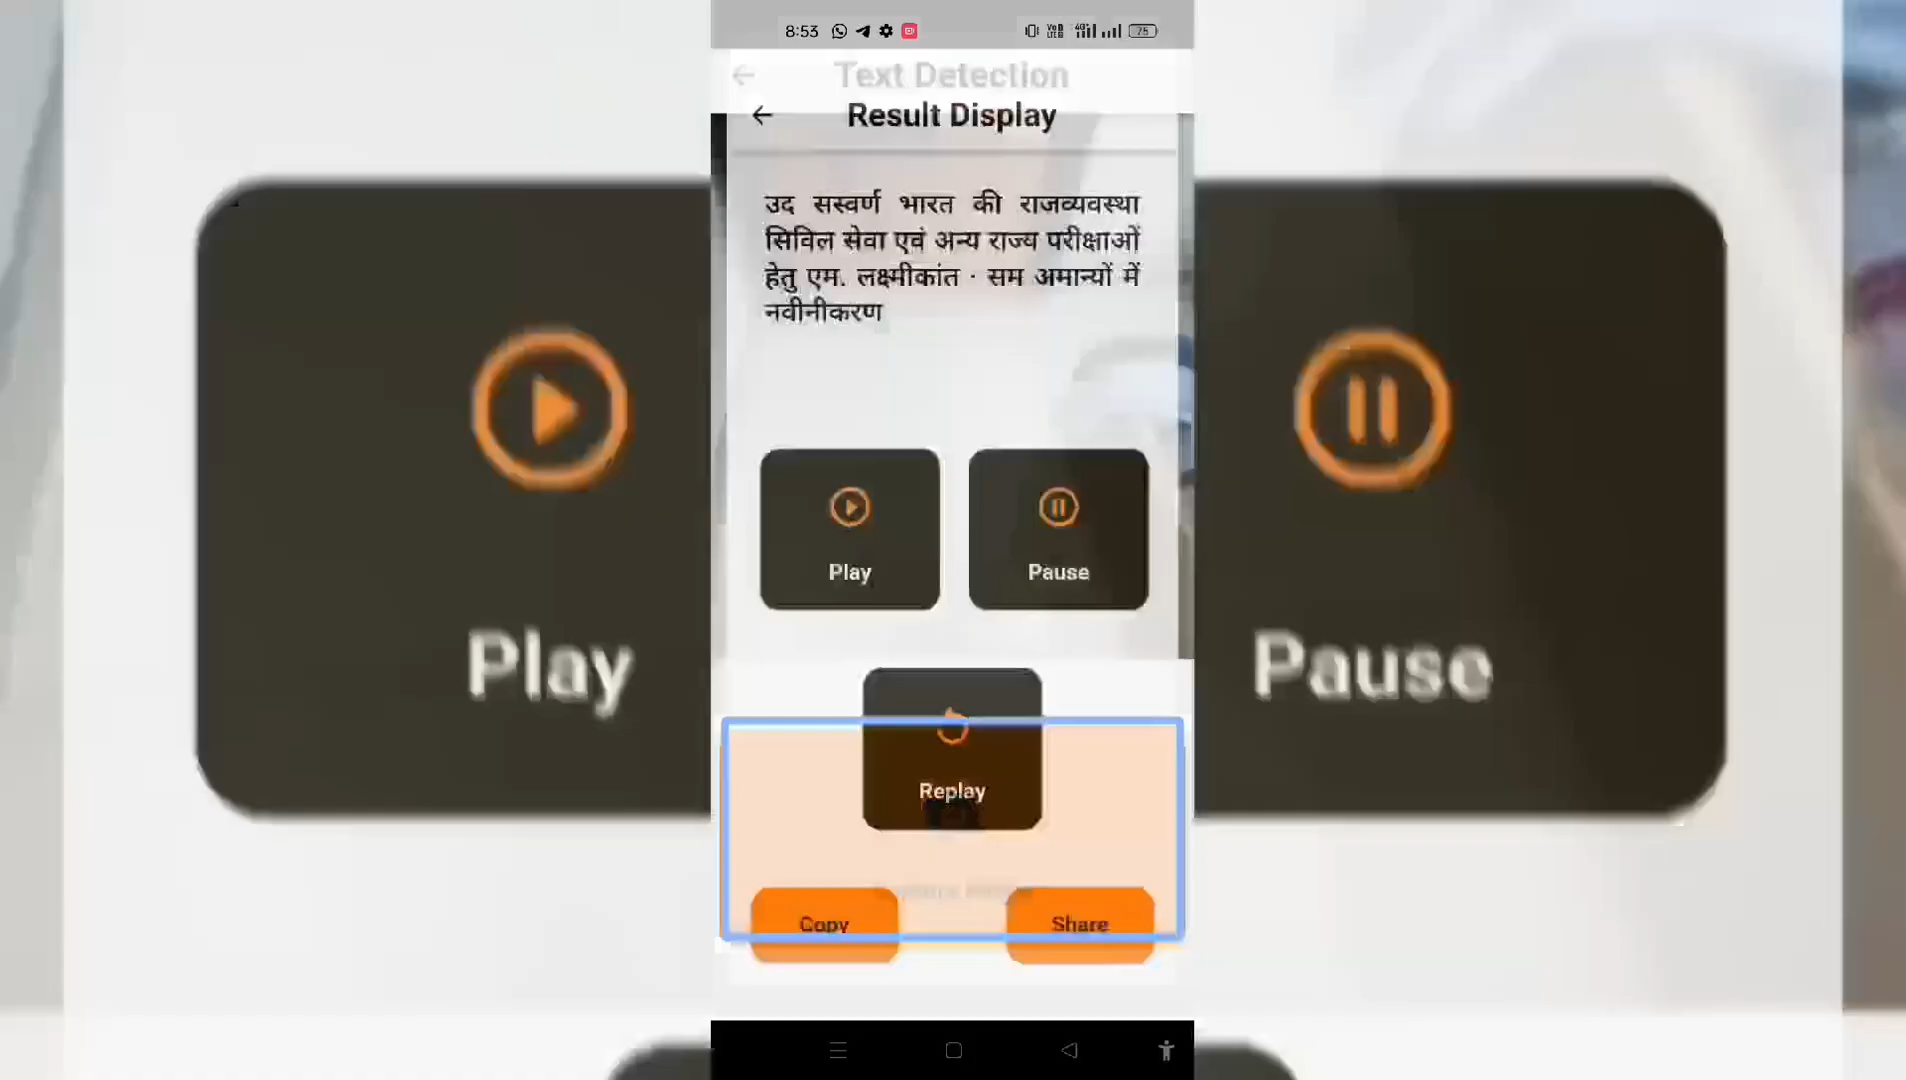 8:53
75
Text Detection
Result Display
उद सस्वर्ण भारत की राजव्यवस्था
सिविल सेवा एवं अन्य राज्य परीक्षाओं
हेतु एम. लक्ष्मीकांत · सम अमान्यों में
नवीनीकरण
Play
Pause
Play
Pause
Replay
Copy
Share